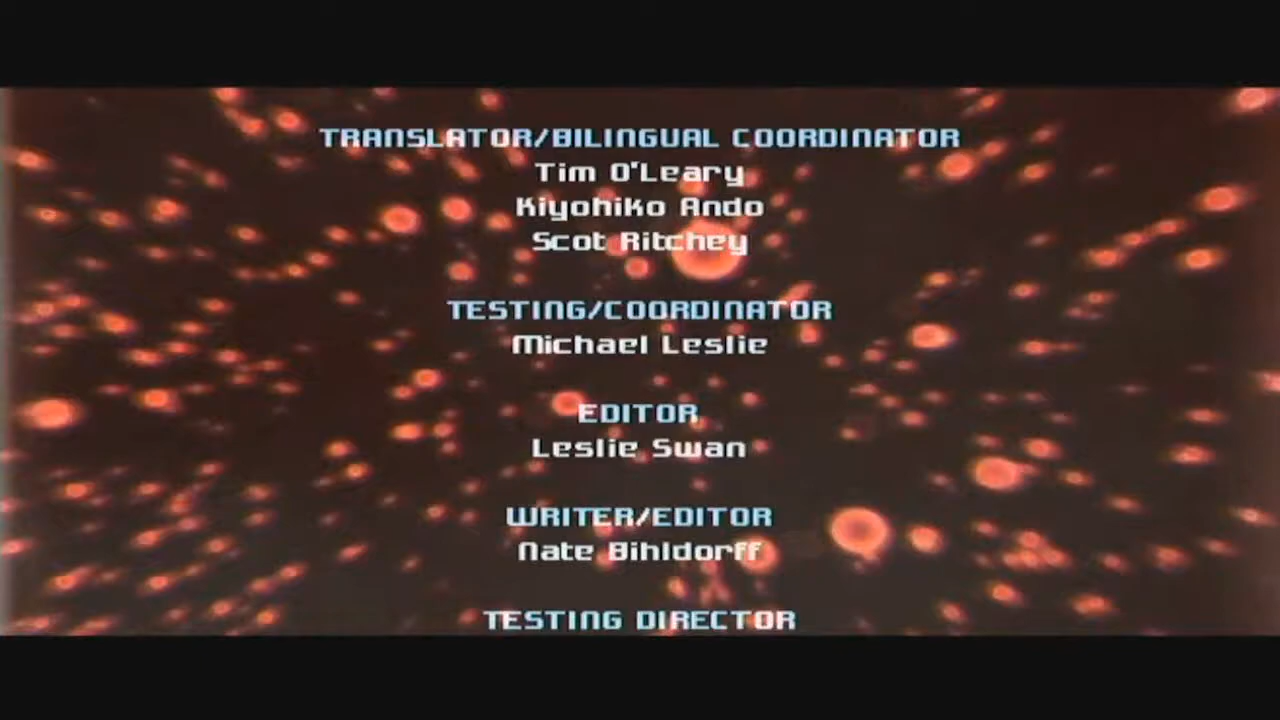 TRANSLATOR/BILINGUAL COORDINATOR
Tim O'Leary
Kiyohiko Ando
Scot Ritchey
TESTING/COORDINATOR
Michael Leslie
EDITOR
Leslie Swan
WRITER/EDITOR
Nate Bihldorff
TESTING DIRECTOR